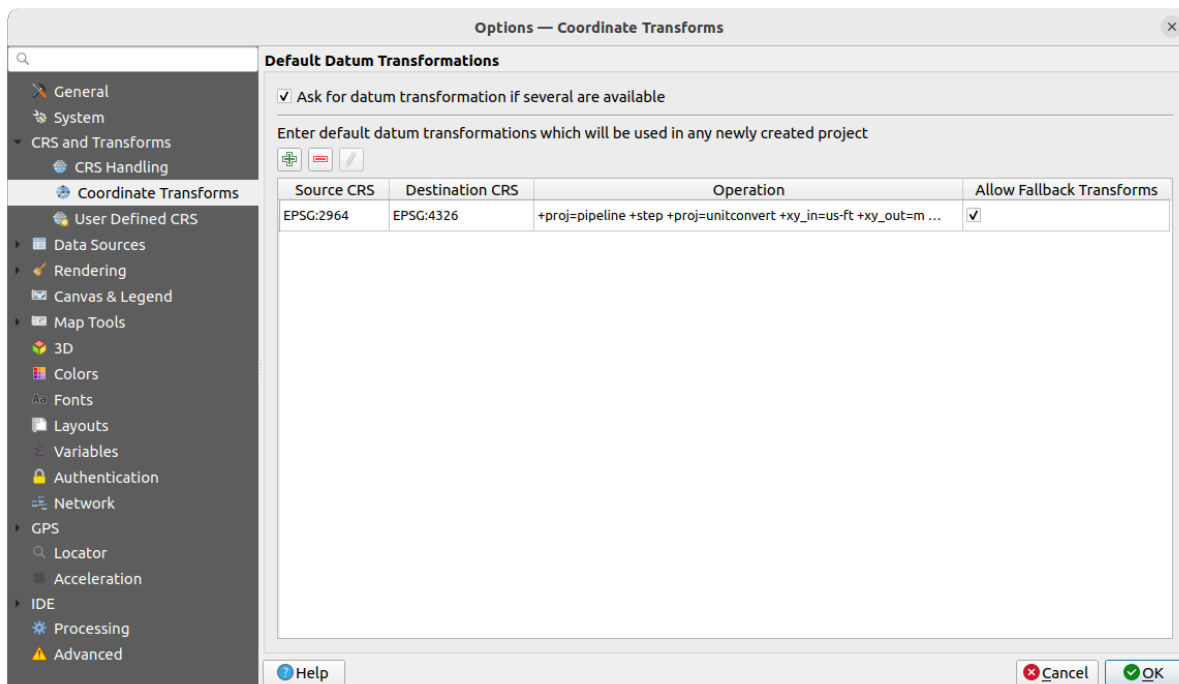 Options — Coordinate Transforms
General
System
CRS and Transforms
CRS Handling
Coordinate Transforms
User Defined CRS
Data Sources
Rendering
Canvas & Legend
Map Tools
3D
Colors
Fonts
Layouts
Variables
Authentication
Network
GPS
Locator
Acceleration
IDE
Processing
Advanced
Default Datum Transformations
Ask for datum transformation if several are available
Enter default datum transformations which will be used in any newly created project
Source CRS Destination CRS Operation Allow Fallback Transforms
EPSG:2964 EPSG:4326 +proj=pipeline +step +proj=unitconvert +xy_in=us-ft +xy_out=m ...
Help Cancel OK